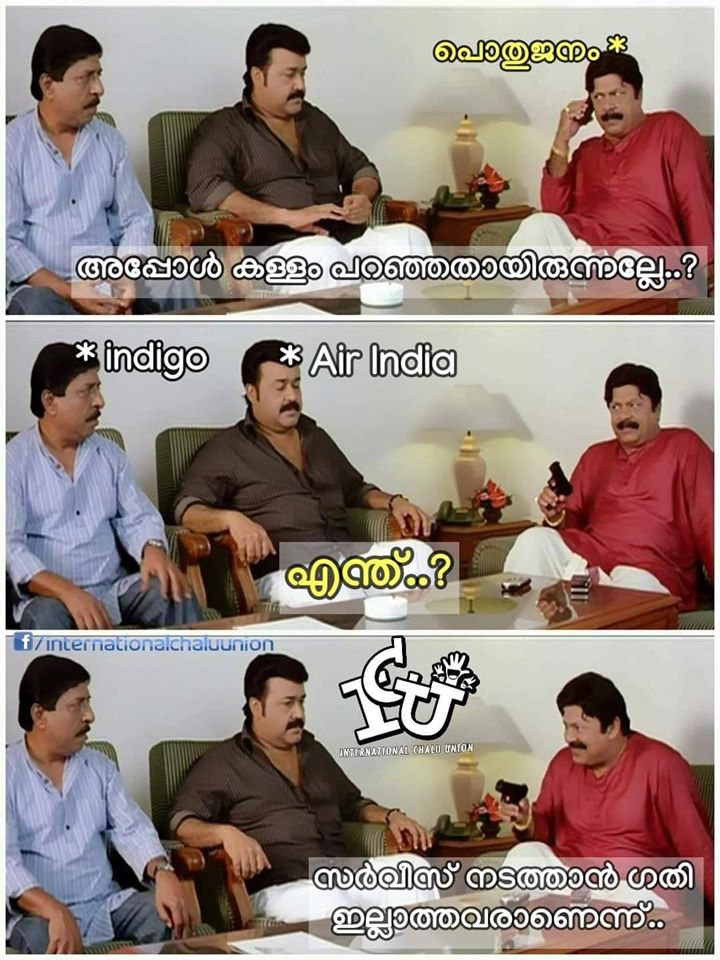 പൊതുജനം *
അപ്പോൾ കള്ളം പറഞ്ഞതായിരുന്നല്ലേ..?
* indigo * Air India
എന്ത്..?
f/internationalchaluunion
ICU
INTERNATIONAL CHALU UNION
സർവീസ് നടത്താൻ ഗതി
ഇല്ലാത്തവരാണെന്ന്..